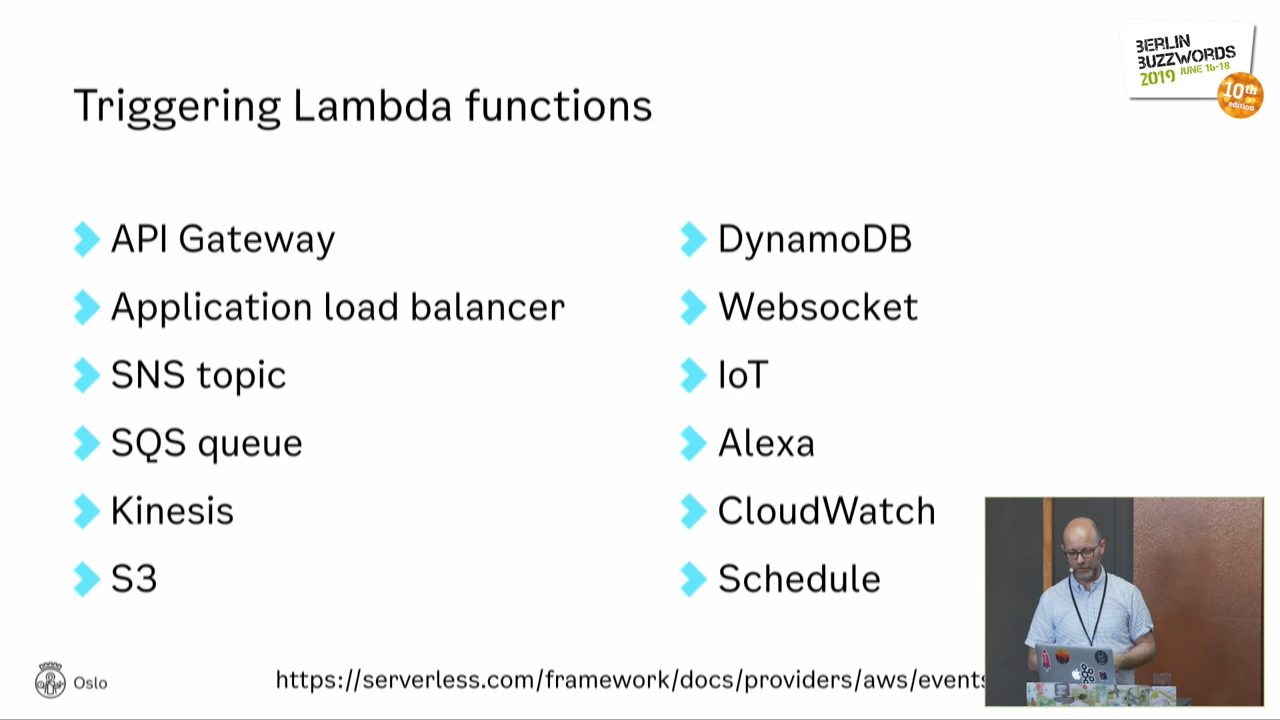 BERLIN
BUZZWORDS
2019 JUNE 16-18
10th
edition
Triggering Lambda functions
API Gateway
Application load balancer
SNS topic
SQS queue
Kinesis
S3
DynamoDB
Websocket
IoT
Alexa
CloudWatch
Schedule
Oslo
https://serverless.com/framework/docs/providers/aws/events